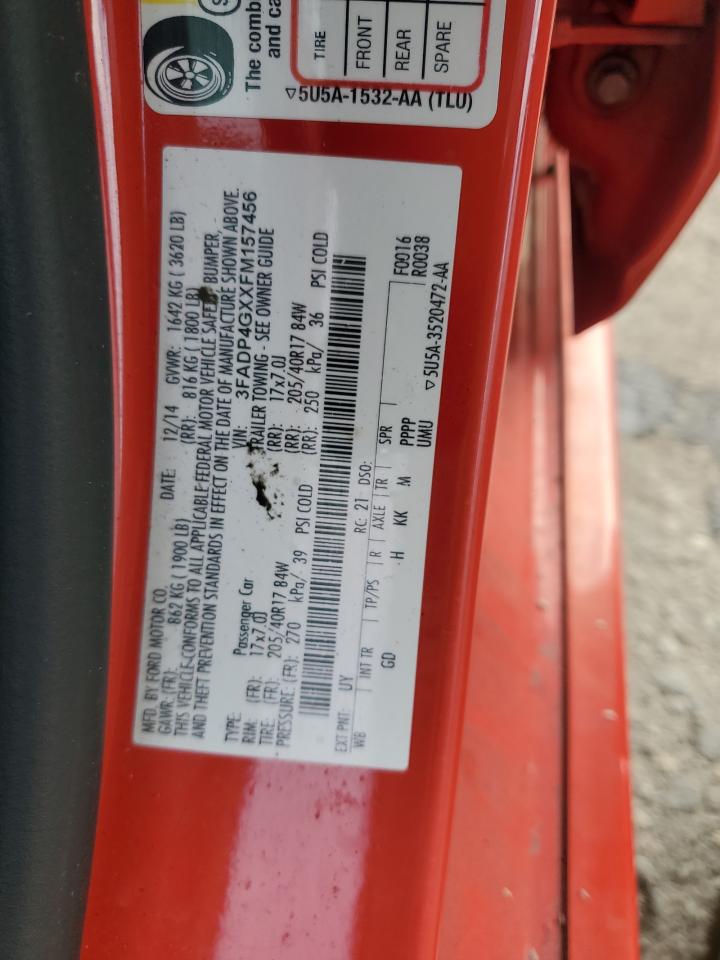 The comb
and ca
TIRE
FRONT
REAR
SPARE
▽5U5A-1532-AA (TLU)
MFD. BY FORD MOTOR CO. DATE: 12/14 GVWR: 1642 KG ( 3620 LB)
GAWR: (FR): 862 KG ( 1900 LB) (RR): 816 KG ( 1800 LB)
THIS VEHICLE CONFORMS TO ALL APPLICABLE FEDERAL MOTOR VEHICLE SAFETY, BUMPER,
AND THEFT PREVENTION STANDARDS IN EFFECT ON THE DATE OF MANUFACTURE SHOWN ABOVE.
VIN: 3FADP4GXXFM157456
TYPE: Passenger Car TRAILER TOWING - SEE OWNER GUIDE
RIM: (FR): 17x7.0J (RR): 17x7.0J
TIRE: (FR): 205/40R17 84W (RR): 205/40R17 84W
PRESSURE: (FR): 270 kPa/ 39 PSI COLD (RR): 250 kPa/ 36 PSI COLD
EXT PNT: UY RC: 21 DSO: F0016
WB INT TR TP/PS R AXLE TR SPR R0038
GD H KK M PPPP
UMU ▽5U5A-3520472-AA